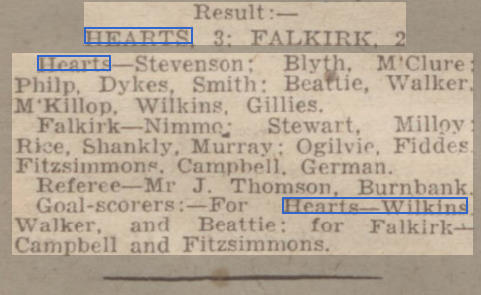 Result:—
HEARTS, 3; FALKIRK, 2
Hearts—Stevenson; Blyth, M'Clure;
Philp, Dykes, Smith; Beattie, Walker,
M'Killop, Wilkins, Gillies.
Falkirk—Nimmo; Stewart, Milloy;
Rice, Shankly, Murray; Ogilvie, Fiddes,
Fitzsimmons, Campbell, German.
Referee—Mr J. Thomson, Burnbank.
Goal-scorers:—For Hearts—Wilkins,
Walker, and Beattie; for Falkirk—
Campbell and Fitzsimmons.